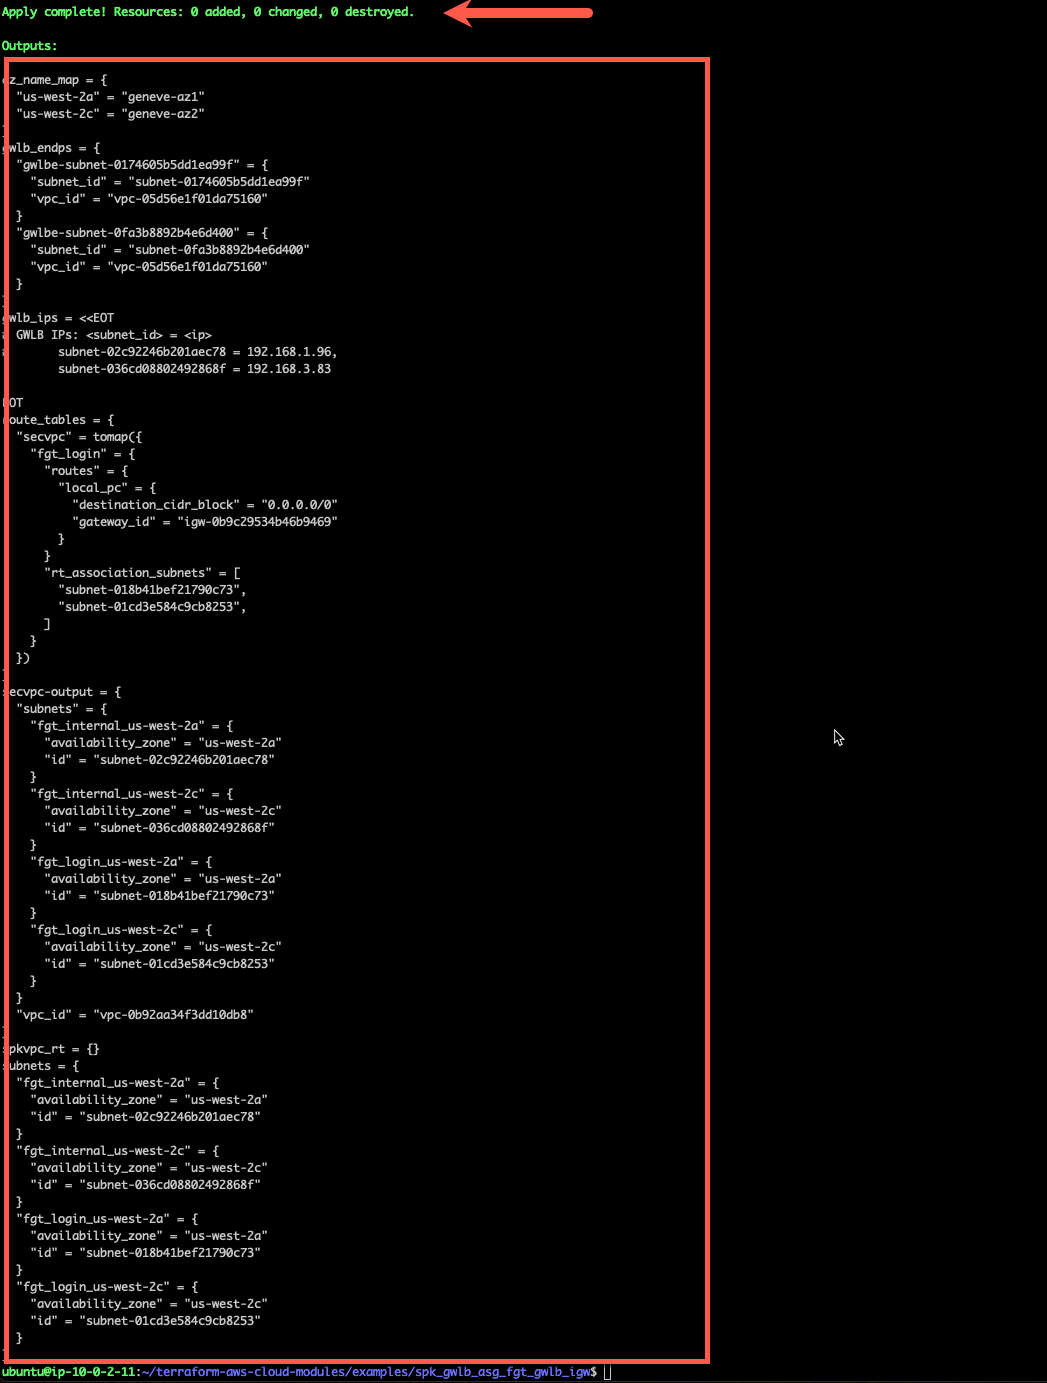 Apply complete! Resources: 0 added, 0 changed, 0 destroyed.
Outputs:
az_name_map = {
"us-west-2a" = "geneve-az1"
"us-west-2c" = "geneve-az2"
}
gwlb_endps = {
"gwlbe-subnet-0174605b5dd1ea99f" = {
"subnet_id" = "subnet-0174605b5dd1ea99f"
"vpc_id" = "vpc-05d56e1f01da75160"
}
"gwlbe-subnet-0fa3b8892b4e6d400" = {
"subnet_id" = "subnet-0fa3b8892b4e6d400"
"vpc_id" = "vpc-05d56e1f01da75160"
}
}
gwlb_ips = <<EOT
# GWLB IPs: <subnet_id> = <ip>
# subnet-02c92246b201aec78 = 192.168.1.96,
subnet-036cd08802492868f = 192.168.3.83
EOT
route_tables = {
"secvpc" = tomap({
"fgt_login" = {
"routes" = {
"local_pc" = {
"destination_cidr_block" = "0.0.0.0/0"
"gateway_id" = "igw-0b9c29534b46b9469"
}
}
"rt_association_subnets" = [
"subnet-018b41bef21790c73",
"subnet-01cd3e584c9cb8253",
]
}
})
}
secvpc-output = {
"subnets" = {
"fgt_internal_us-west-2a" = {
"availability_zone" = "us-west-2a"
"id" = "subnet-02c92246b201aec78"
}
"fgt_internal_us-west-2c" = {
"availability_zone" = "us-west-2c"
"id" = "subnet-036cd08802492868f"
}
"fgt_login_us-west-2a" = {
"availability_zone" = "us-west-2a"
"id" = "subnet-018b41bef21790c73"
}
"fgt_login_us-west-2c" = {
"availability_zone" = "us-west-2c"
"id" = "subnet-01cd3e584c9cb8253"
}
}
"vpc_id" = "vpc-0b92aa34f3dd10db8"
}
spkvpc_rt = {}
subnets = {
"fgt_internal_us-west-2a" = {
"availability_zone" = "us-west-2a"
"id" = "subnet-02c92246b201aec78"
}
"fgt_internal_us-west-2c" = {
"availability_zone" = "us-west-2c"
"id" = "subnet-036cd08802492868f"
}
"fgt_login_us-west-2a" = {
"availability_zone" = "us-west-2a"
"id" = "subnet-018b41bef21790c73"
}
"fgt_login_us-west-2c" = {
"availability_zone" = "us-west-2c"
"id" = "subnet-01cd3e584c9cb8253"
}
}
ubuntu@ip-10-0-2-11:~/terraform-aws-cloud-modules/examples/spk_gwlb_asg_fgt_gwlb_igw$